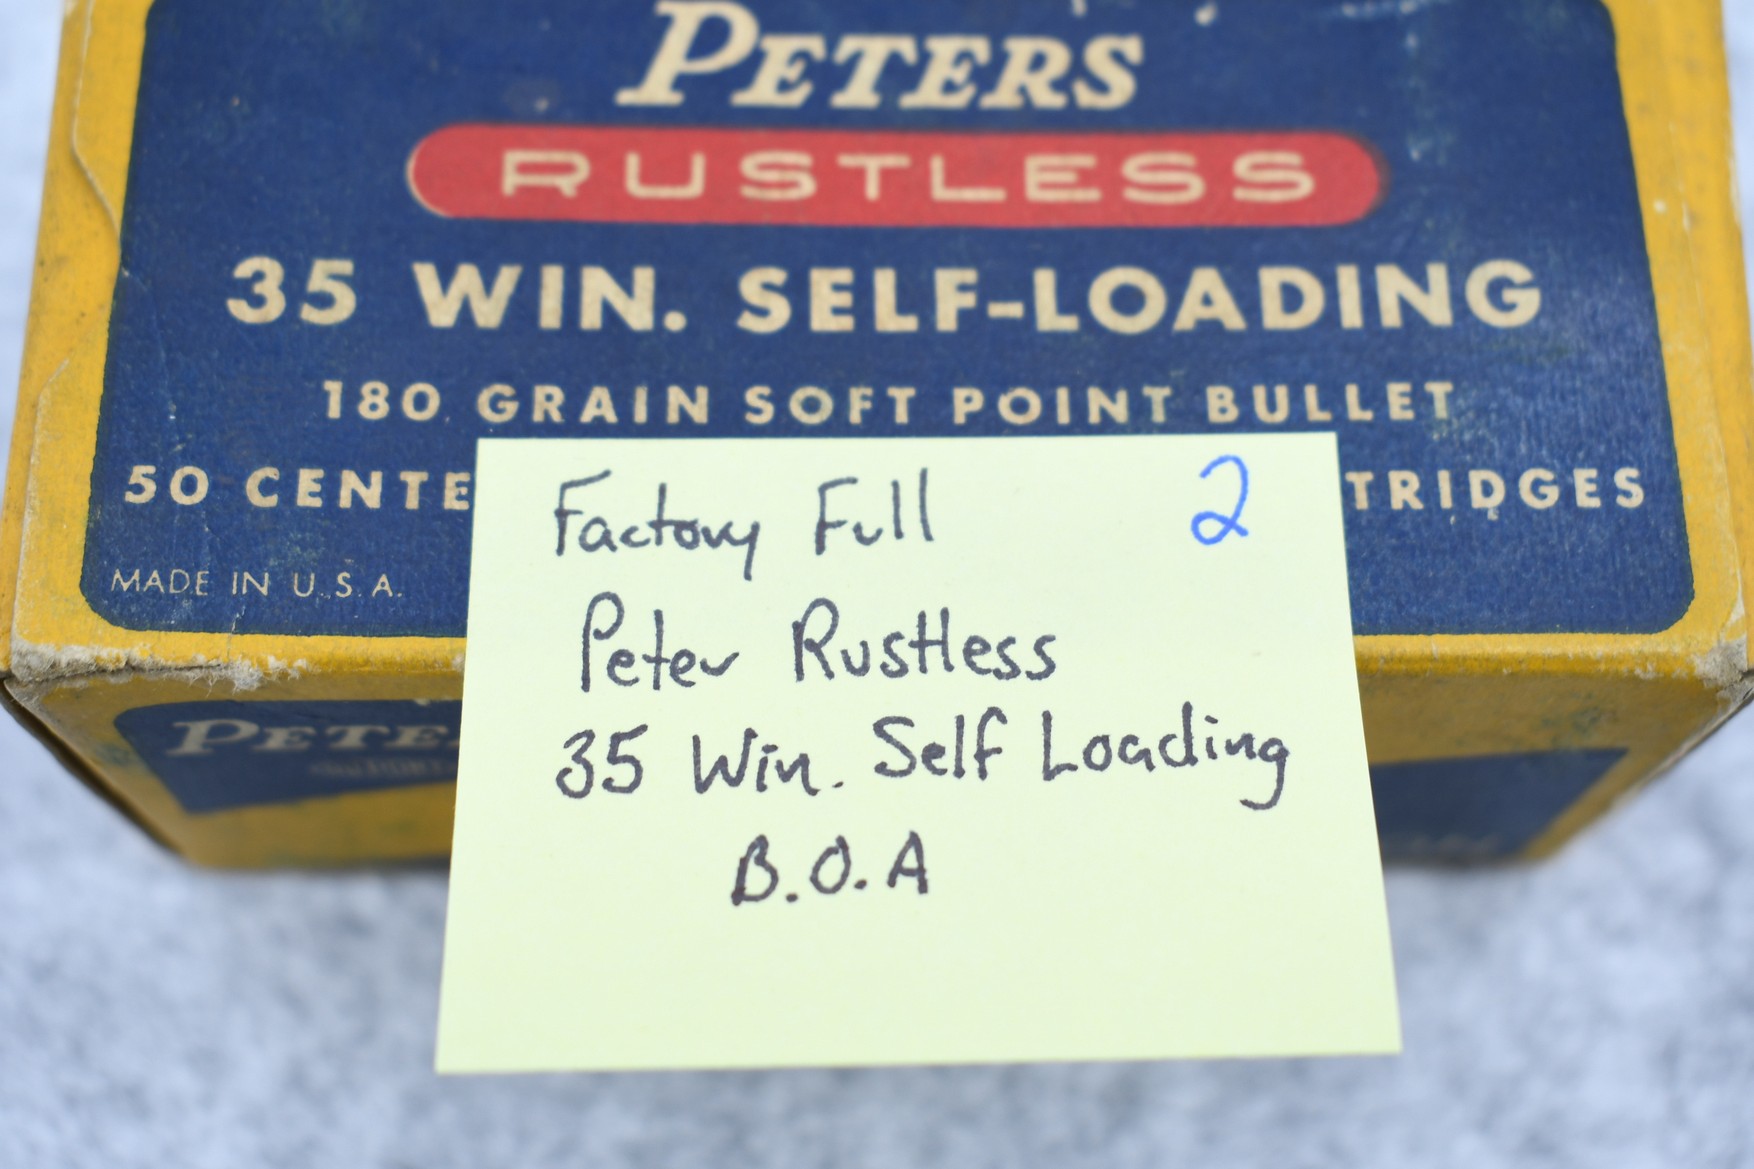 PETERS
RUSTLESS
35 WIN. SELF-LOADING
180 GRAIN SOFT POINT BULLET
50 CENTE TRIDGES
MADE IN U.S.A.
Factory Full 2
Peter Rustless
35 Win. Self Loading
B.O.A
PETE